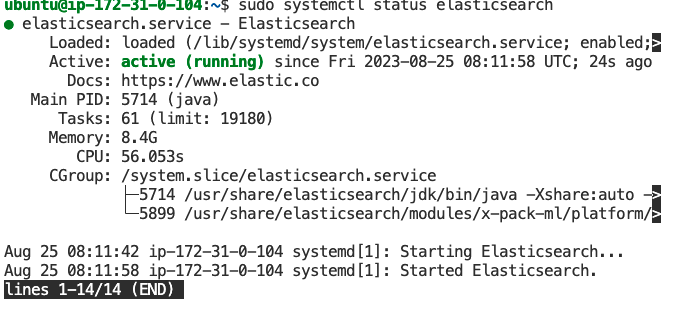 ubuntu@ip-172-31-0-104:~$ sudo systemctl status elasticsearch
● elasticsearch.service - Elasticsearch
     Loaded: loaded (/lib/systemd/system/elasticsearch.service; enabled;>
     Active: active (running) since Fri 2023-08-25 08:11:58 UTC; 24s ago
       Docs: https://www.elastic.co
   Main PID: 5714 (java)
      Tasks: 61 (limit: 19180)
     Memory: 8.4G
        CPU: 56.053s
     CGroup: /system.slice/elasticsearch.service
             ├─5714 /usr/share/elasticsearch/jdk/bin/java -Xshare:auto ->
             └─5899 /usr/share/elasticsearch/modules/x-pack-ml/platform/>
Aug 25 08:11:42 ip-172-31-0-104 systemd[1]: Starting Elasticsearch...
Aug 25 08:11:58 ip-172-31-0-104 systemd[1]: Started Elasticsearch.
lines 1-14/14 (END)